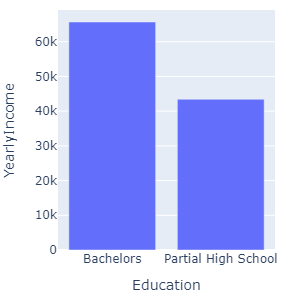 YearlyIncome
60k
50k
40k
30k
20k
10k
0
Bachelors
Partial High School
Education